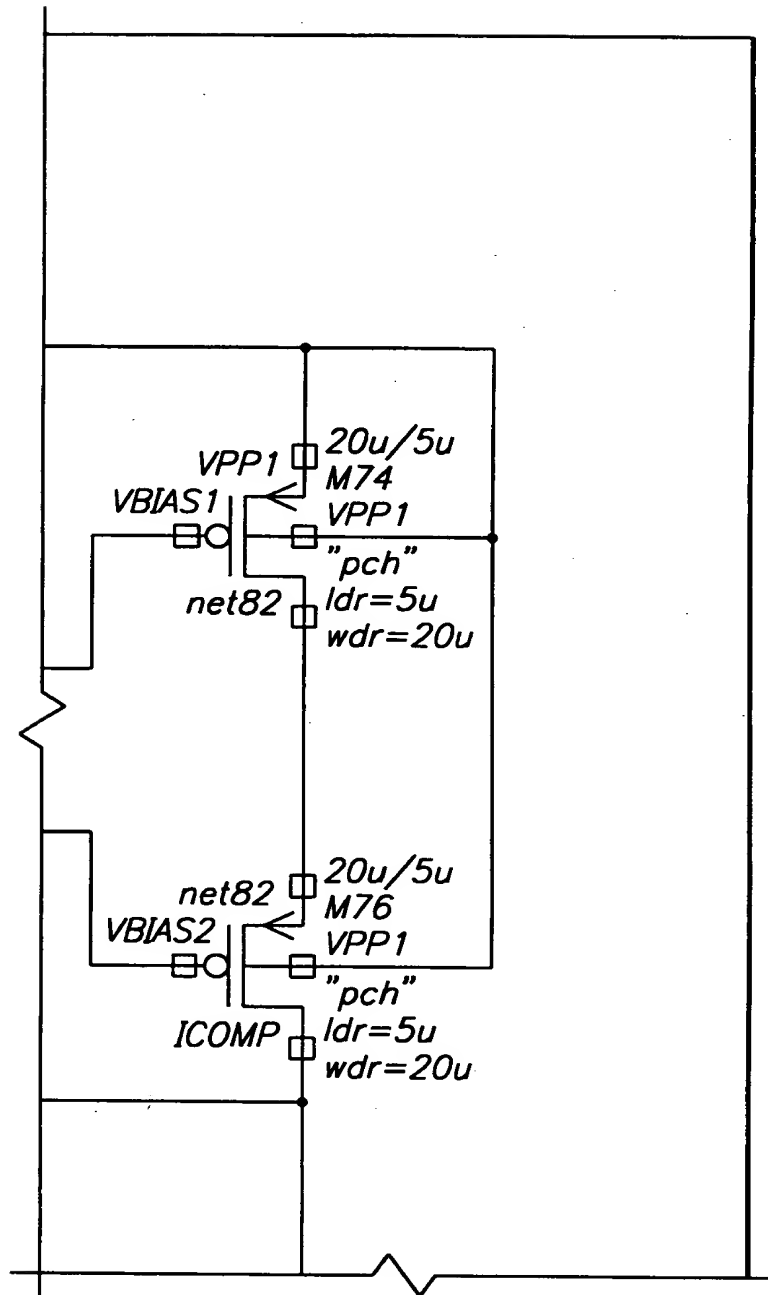 20u/5u
VPP1
M74
VBIAS1
VPP1
"pch"
net82
ldr=5u
wdr=20u
20u/5u
net82
M76
VBIAS2
VPP1
"pch"
ICOMP
ldr=5u
wdr=20u